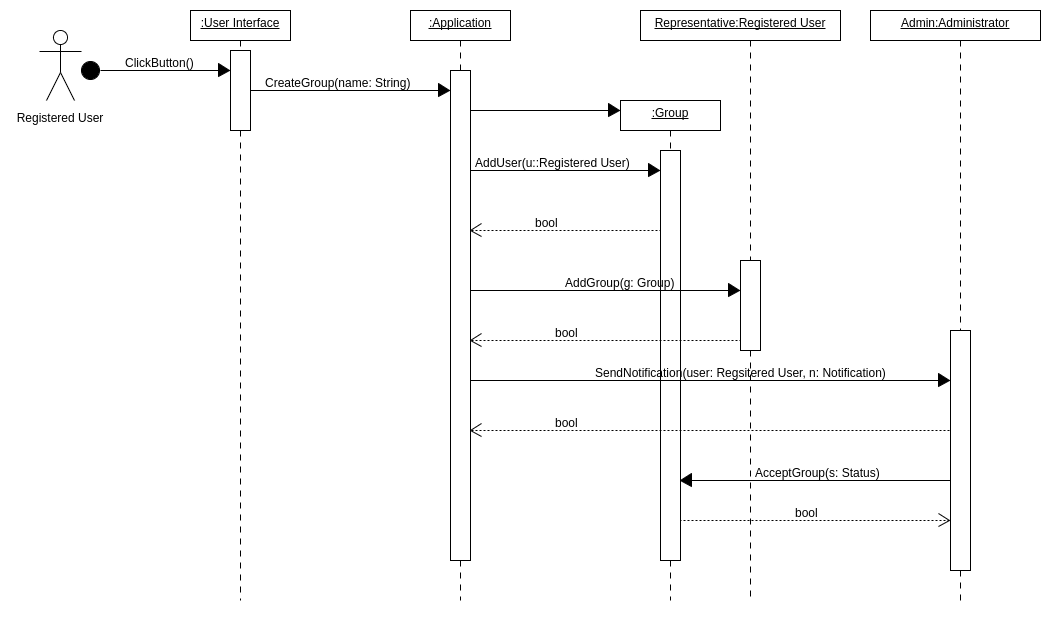 :User Interface
:Application
Representative:Registered User
Admin:Administrator
ClickButton()
CreateGroup(name: String)
Registered User
:Group
AddUser(u::Registered User)
bool
AddGroup(g: Group)
bool
SendNotification(user: Regsitered User, n: Notification)
bool
AcceptGroup(s: Status)
bool